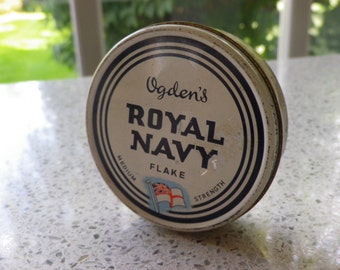 Ogden's
ROYAL
NAVY
FLAKE
MEDIUM STRENGTH